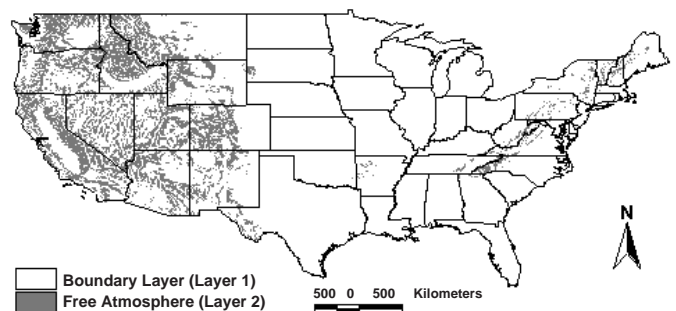 N
Boundary Layer (Layer 1)
Free Atmosphere (Layer 2)
500 0 500 Kilometers